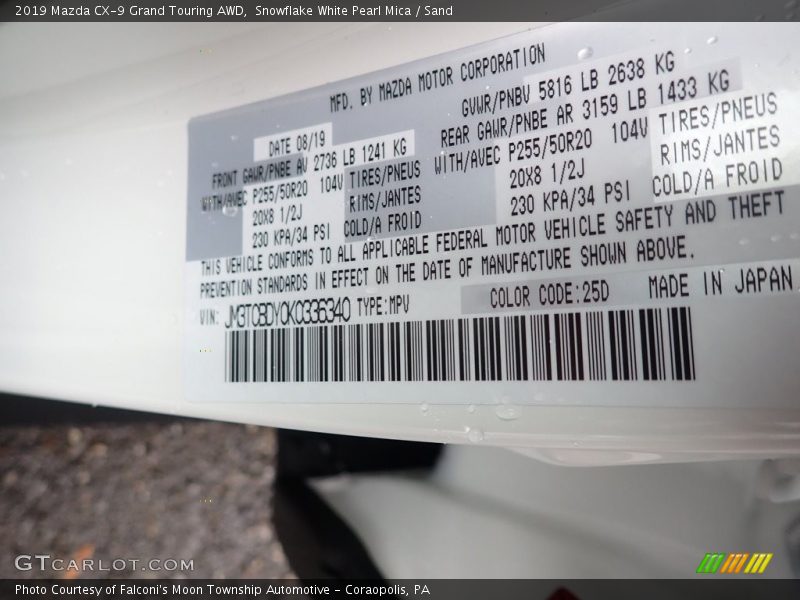 2019 Mazda CX-9 Grand Touring AWD, Snowflake White Pearl Mica / Sand
MFD. BY MAZDA MOTOR CORPORATION
DATE 08/19
GVWR/PNBV 5816 LB 2638 KG
FRONT GAWR/PNBE AV 2736 LB 1241 KG
REAR GAWR/PNBE AR 3159 LB 1433 KG
WITH/AVEC P255/50R20 104V TIRES/PNEUS
WITH/AVEC P255/50R20 104V TIRES/PNEUS
20X8 1/2J RIMS/JANTES
20X8 1/2J RIMS/JANTES
230 KPA/34 PSI COLD/A FROID
230 KPA/34 PSI COLD/A FROID
THIS VEHICLE CONFORMS TO ALL APPLICABLE FEDERAL MOTOR VEHICLE SAFETY AND THEFT
PREVENTION STANDARDS IN EFFECT ON THE DATE OF MANUFACTURE SHOWN ABOVE.
VIN: JM3TCBDY0K0336340 TYPE:MPV
COLOR CODE:25D MADE IN JAPAN
GTCARLOT.COM
Photo Courtesy of Falconi's Moon Township Automotive - Coraopolis, PA